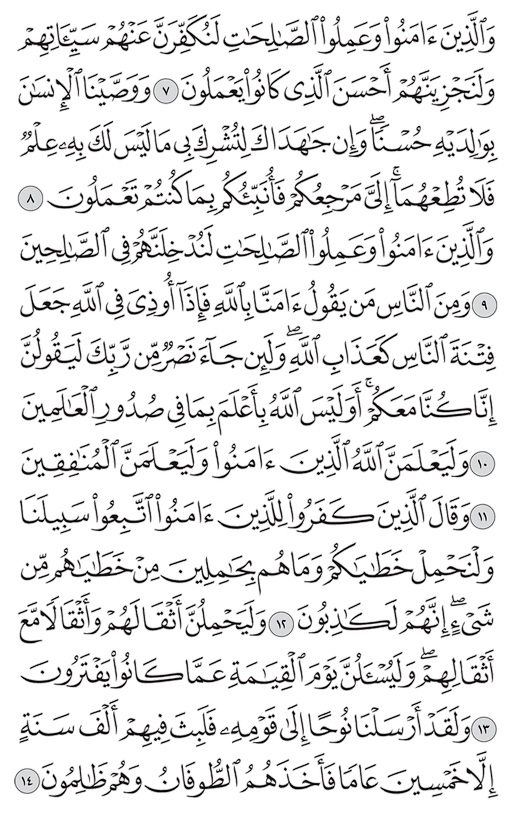 وَٱلَّذِينَ ءَامَنُوا۟ وَعَمِلُوا۟ ٱلصَّـٰلِحَـٰتِ لَنُكَفِّرَنَّ عَنْهُمْ سَيِّـَٔاتِهِمْ
وَلَنَجْزِيَنَّهُمْ أَحْسَنَ ٱلَّذِى كَانُوا۟ يَعْمَلُونَ ٧ وَوَصَّيْنَا ٱلْإِنسَـٰنَ
بِوَٰلِدَيْهِ حُسْنًا ۖ وَإِن جَـٰهَدَاكَ لِتُشْرِكَ بِى مَا لَيْسَ لَكَ بِهِۦ عِلْمٌ
فَلَا تُطِعْهُمَآ ۚ إِلَىَّ مَرْجِعُكُمْ فَأُنَبِّئُكُم بِمَا كُنتُمْ تَعْمَلُونَ ٨
وَٱلَّذِينَ ءَامَنُوا۟ وَعَمِلُوا۟ ٱلصَّـٰلِحَـٰتِ لَنُدْخِلَنَّهُمْ فِى ٱلصَّـٰلِحِينَ
٩ وَمِنَ ٱلنَّاسِ مَن يَقُولُ ءَامَنَّا بِٱللَّهِ فَإِذَآ أُوذِىَ فِى ٱللَّهِ جَعَلَ
فِتْنَةَ ٱلنَّاسِ كَعَذَابِ ٱللَّهِ ۖ وَلَئِن جَآءَ نَصْرٌ مِّن رَّبِّكَ لَيَقُولُنَّ
إِنَّا كُنَّا مَعَكُمْ ۚ أَوَلَيْسَ ٱللَّهُ بِأَعْلَمَ بِمَا فِى صُدُورِ ٱلْعَـٰلَمِينَ
١٠ وَلَيَعْلَمَنَّ ٱللَّهُ ٱلَّذِينَ ءَامَنُوا۟ وَلَيَعْلَمَنَّ ٱلْمُنَـٰفِقِينَ
١١ وَقَالَ ٱلَّذِينَ كَفَرُوا۟ لِلَّذِينَ ءَامَنُوا۟ ٱتَّبِعُوا۟ سَبِيلَنَا
وَلْنَحْمِلْ خَطَـٰيَـٰكُمْ وَمَا هُم بِحَـٰمِلِينَ مِنْ خَطَـٰيَـٰهُم مِّن
شَىْءٍ ۖ إِنَّهُمْ لَكَـٰذِبُونَ ١٢ وَلَيَحْمِلُنَّ أَثْقَالَهُمْ وَأَثْقَالًا مَّعَ
أَثْقَالِهِمْ ۖ وَلَيُسْـَٔلُنَّ يَوْمَ ٱلْقِيَـٰمَةِ عَمَّا كَانُوا۟ يَفْتَرُونَ
١٣ وَلَقَدْ أَرْسَلْنَا نُوحًا إِلَىٰ قَوْمِهِۦ فَلَبِثَ فِيهِمْ أَلْفَ سَنَةٍ
إِلَّا خَمْسِينَ عَامًا فَأَخَذَهُمُ ٱلطُّوفَانُ وَهُمْ ظَـٰلِمُونَ ١٤